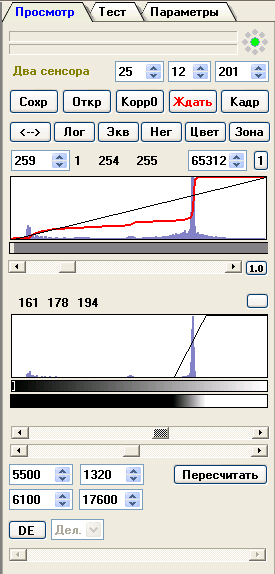 Просмотр Тест Параметры
Два сенсора 25 12 201
Сохр Откр Корр0 Ждать Кадр
<--> Лог Экв Нег Цвет Зона
259 1 254 255 65312 1
1.0
161 178 194
5500 1320 Пересчитать
6100 17600
DE Дел.